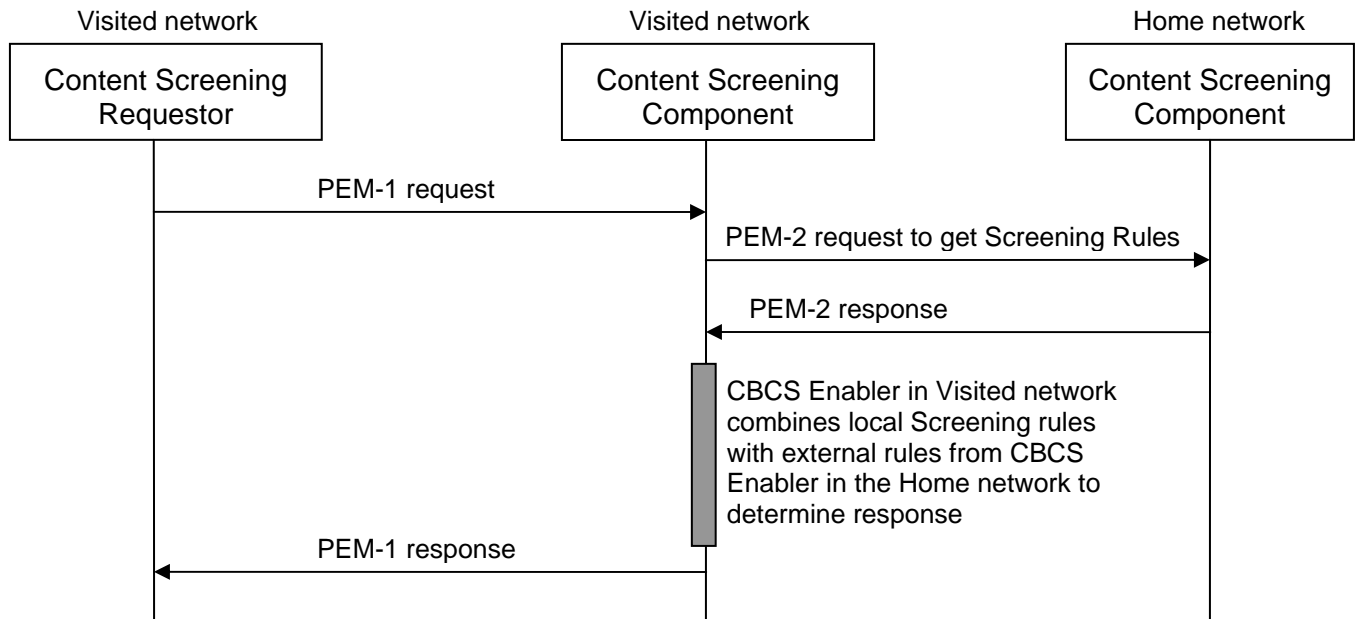 Visited network
Visited network
Home network
Content Screening
Requestor
Content Screening
Component
Content Screening
Component
PEM-1 request
PEM-2 request to get Screening Rules
PEM-2 response
CBCS Enabler in Visited network
combines local Screening rules
with external rules from CBCS
Enabler in the Home network to
determine response
PEM-1 response